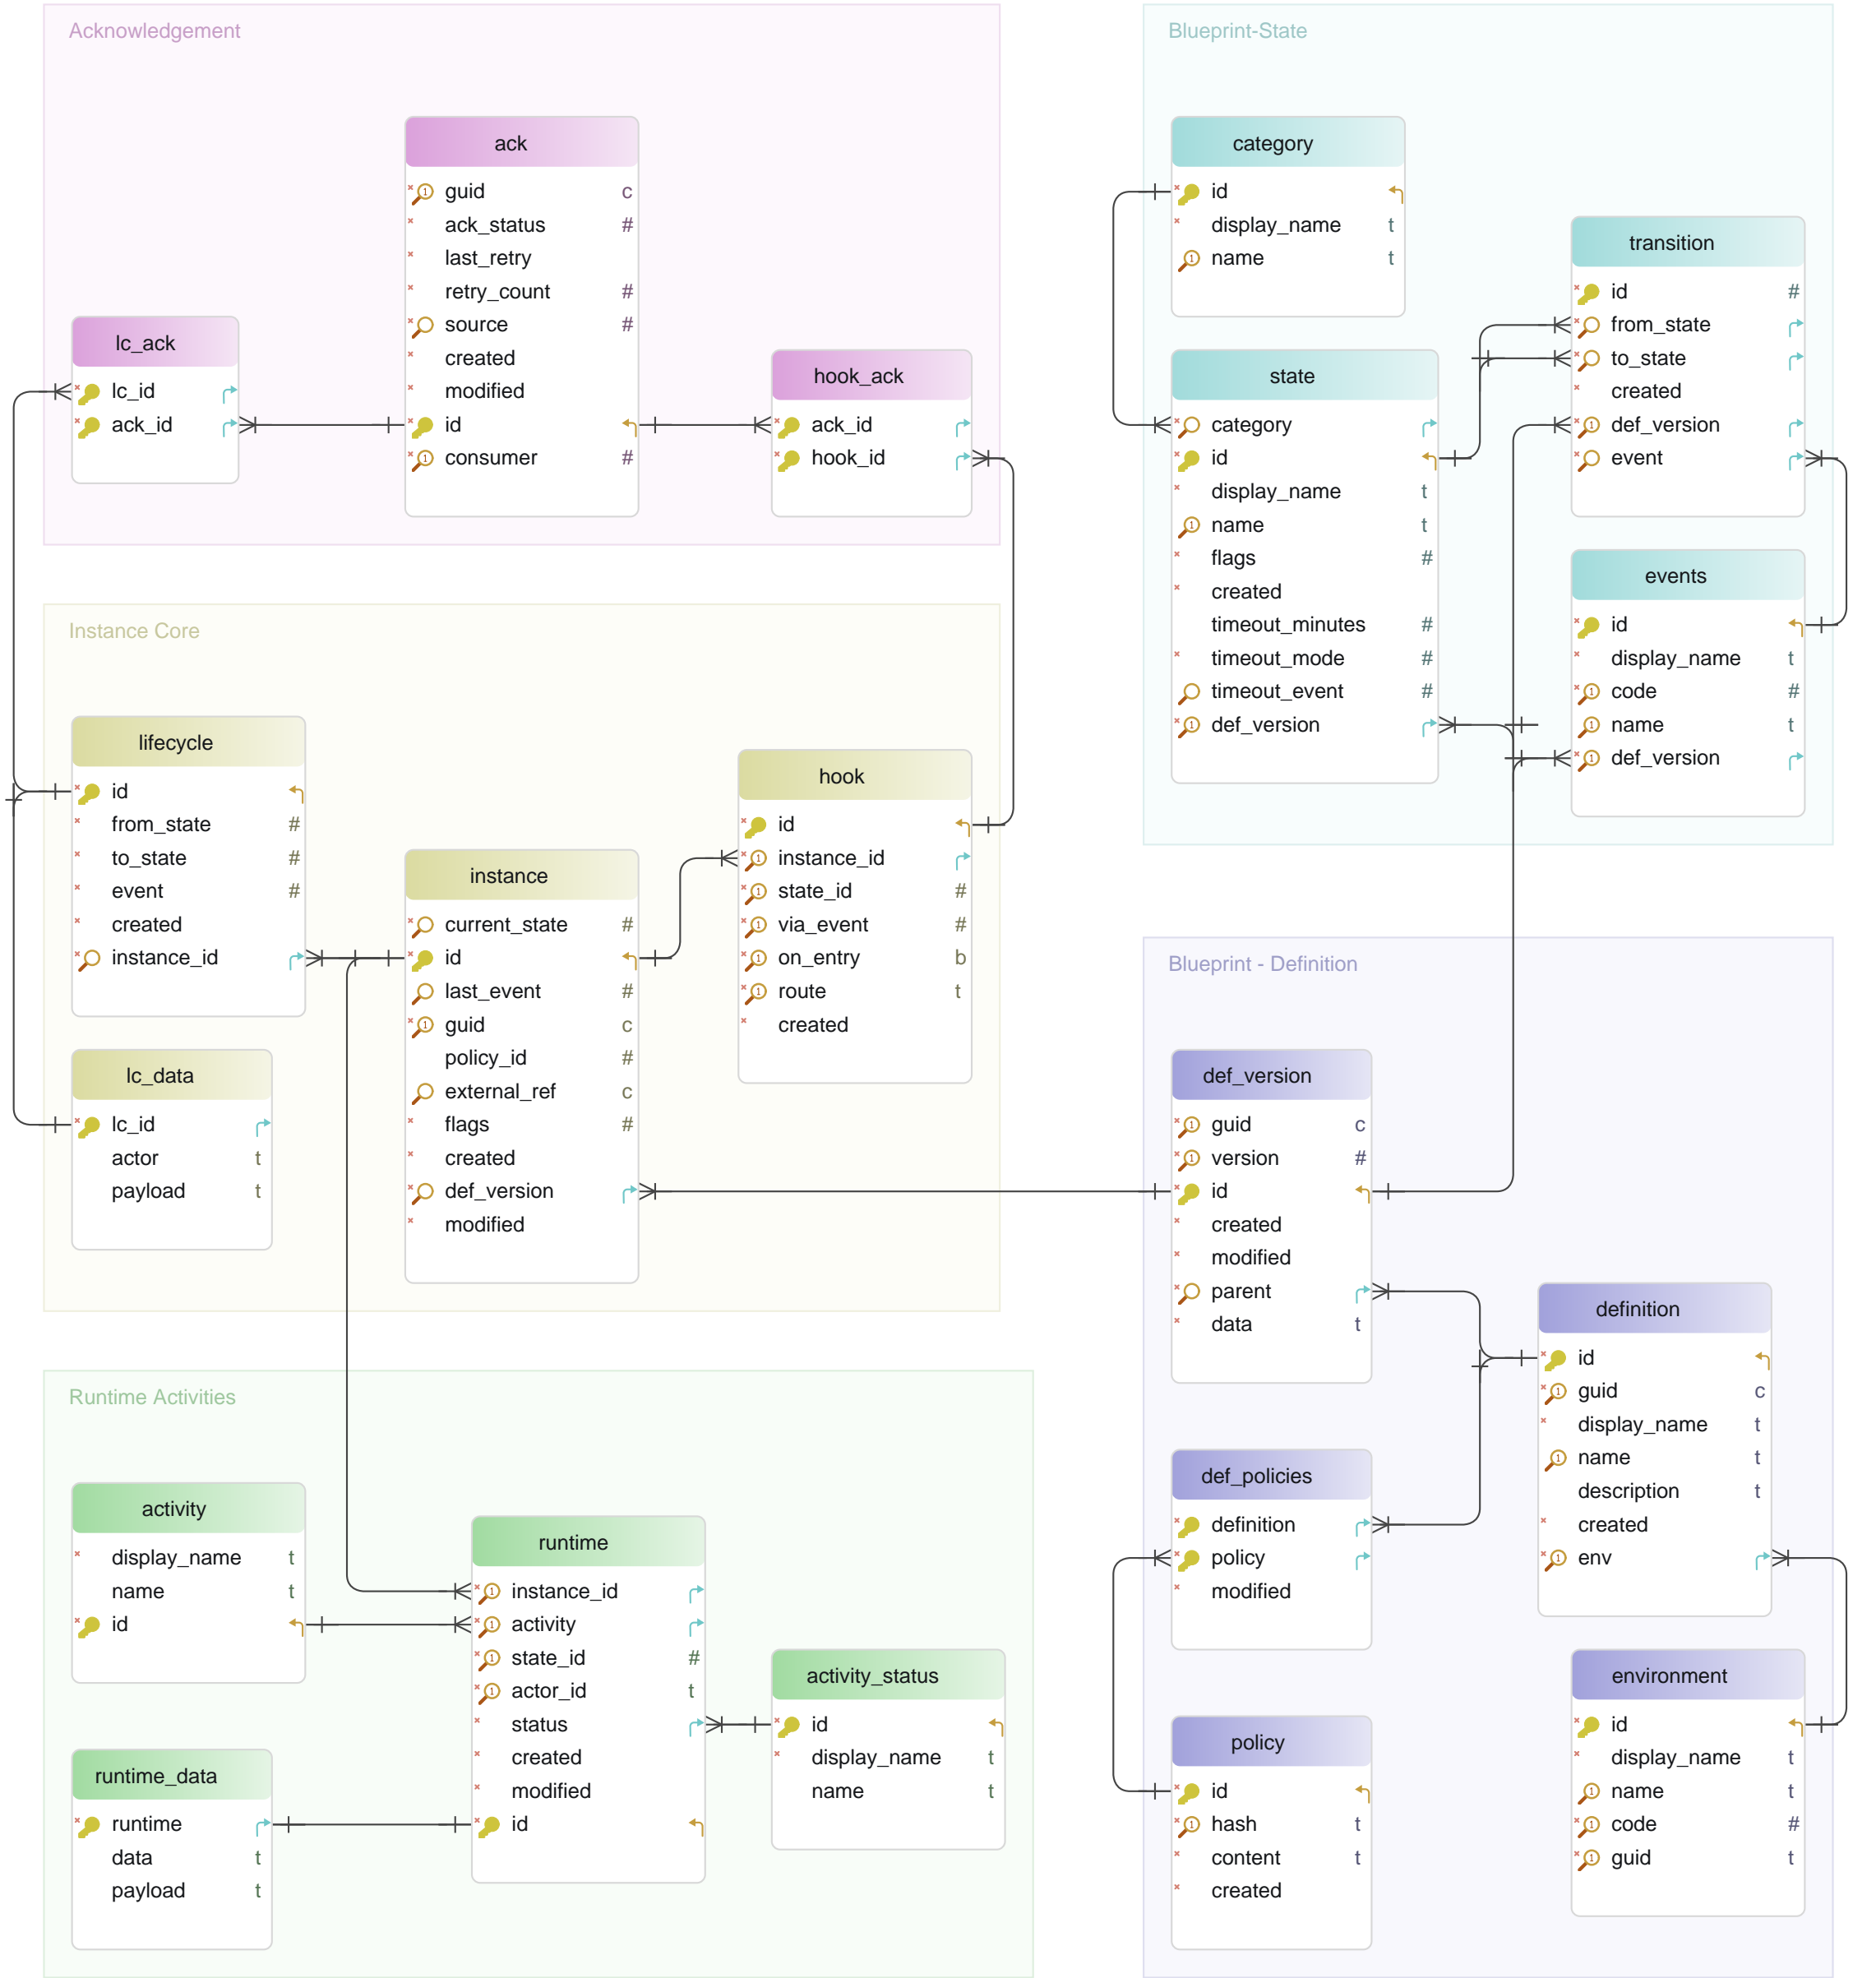 Acknowledgement
ack
guid c
ack_status #
last_retry
retry_count #
source #
created
modified
id
consumer #
lc_ack
lc_id
ack_id
hook_ack
ack_id
hook_id
Blueprint-State
category
id
display_name t
name t
transition
id #
from_state
to_state
created
def_version
event
state
category
id
display_name t
name t
flags #
created
timeout_minutes #
timeout_mode #
timeout_event #
def_version
events
id
display_name t
code #
name t
def_version
Instance Core
lifecycle
id
from_state #
to_state #
event #
created
instance_id
hook
id
instance_id
state_id #
via_event #
on_entry b
route t
created
instance
current_state #
id
last_event #
guid c
policy_id #
external_ref c
flags #
created
def_version
modified
lc_data
lc_id
actor t
payload t
Blueprint - Definition
def_version
guid c
version #
id
created
modified
parent
data t
definition
id
guid c
display_name t
name t
description t
created
env
def_policies
definition
policy
modified
environment
id
display_name t
name t
code #
guid t
policy
id
hash t
content t
created
Runtime Activities
activity
display_name t
name t
id
runtime
instance_id
activity
state_id #
actor_id t
status
created
modified
id
activity_status
id
display_name t
name t
runtime_data
runtime
data t
payload t